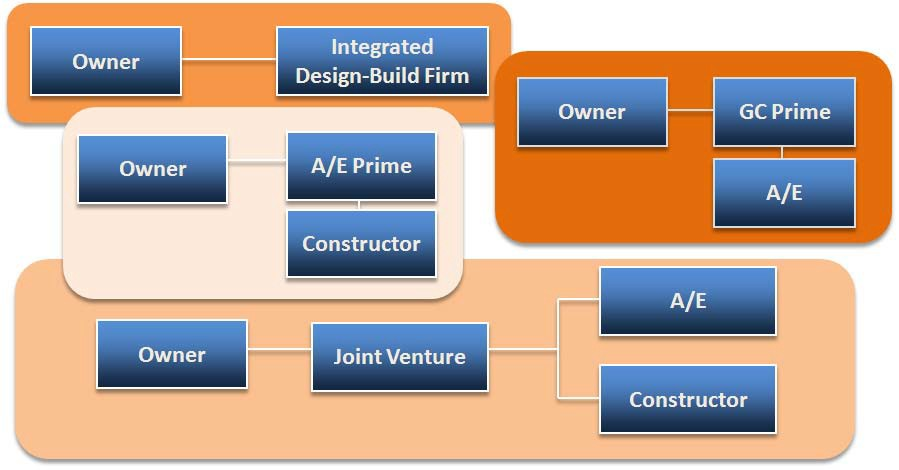 Owner
Integrated
Design-Build Firm
Owner
GC Prime
A/E
Owner
A/E Prime
Constructor
Owner
Joint Venture
A/E
Constructor